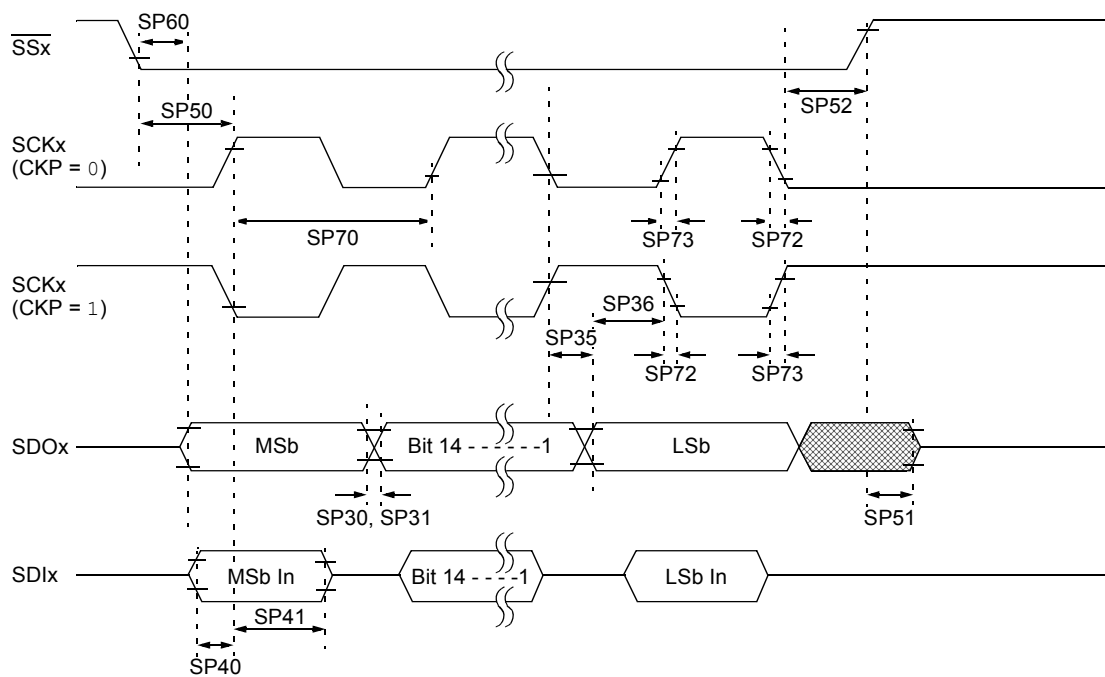 SP60
SSx
SP50
SP52
SCKx
(CKP = 0)
SP70
SP73
SP72
SCKx
(CKP = 1)
SP36
SP35
SP72
SP73
SDOx
MSb
Bit 14 - - - - - -1
LSb
SP30, SP31
SP51
SDIx
MSb In
Bit 14 - - - - -1
LSb In
SP41
SP40